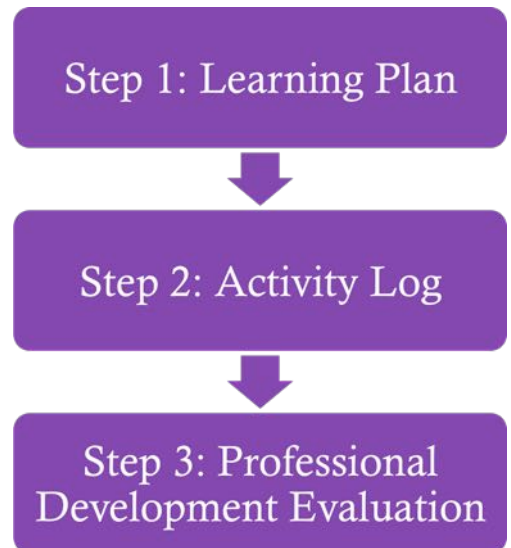 Step 1: Learning Plan
Step 2: Activity Log
Step 3: Professional
Development Evaluation